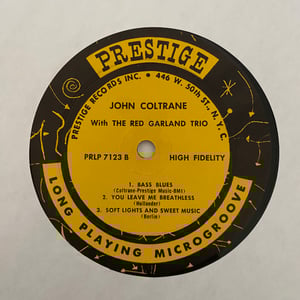 PRESTIGE
PRESTIGE RECORDS INC. • 446 W. 50th ST., N. Y. C.
JOHN COLTRANE
With THE RED GARLAND TRIO
PRLP 7123 B HIGH FIDELITY
1. BASS BLUES
(Coltrane-Prestige Music-BMI)
2. YOU LEAVE ME BREATHLESS
(Hollander)
3. SOFT LIGHTS AND SWEET MUSIC
(Berlin)
LONG PLAYING MICROGROOVE